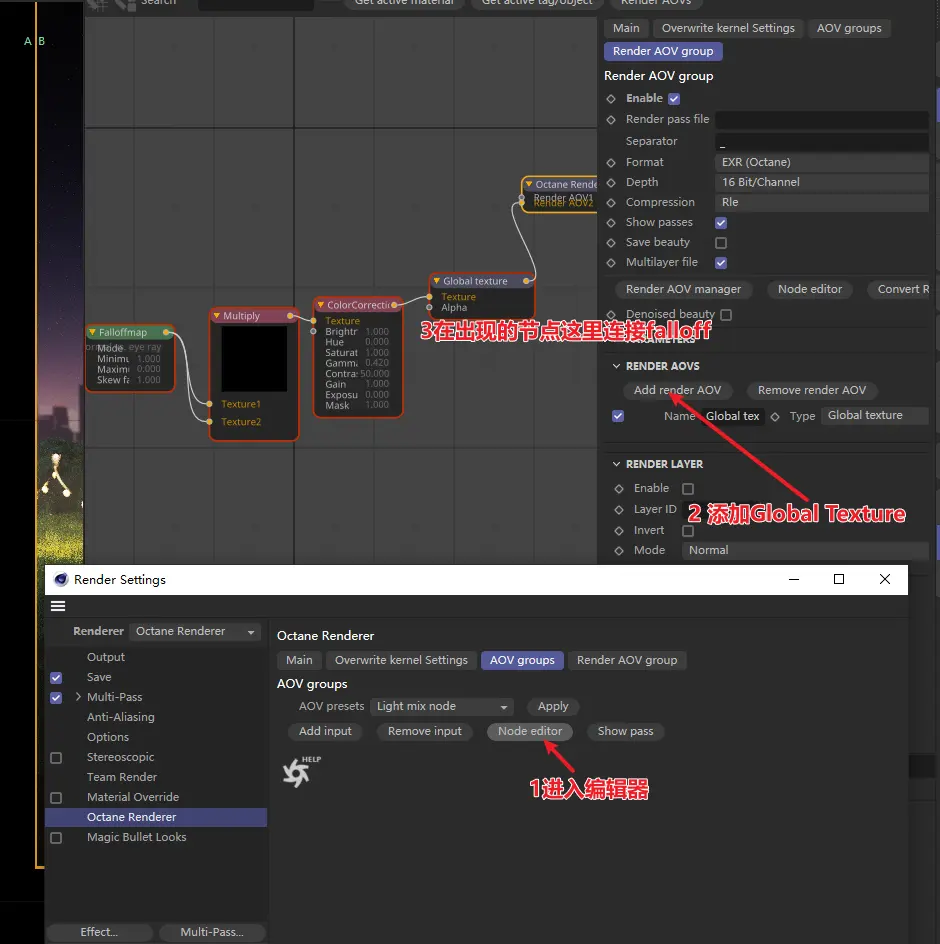 Search
Get active material
Get active tag/object
Render AOVs
A B
Main
Overwrite kernel Settings
AOV groups
Render AOV group
Render AOV group
Enable
Render pass file
Separator
_
Format
EXR (Octane)
Depth
16 Bit/Channel
Compression
Rle
Show passes
Save beauty
Multilayer file
Render AOV manager
Node editor
Convert R
Denoised beauty
RENDER AOVS
Add render AOV
Remove render AOV
Name
Global tex
Type
Global texture
RENDER LAYER
Enable
Layer ID
Invert
Mode
Normal
Octane Rende
Render AOV1
Render AOV2
Global texture
Texture
Alpha
3在出现的节点这里连接falloff
2 添加Global Texture
ColorCorrectic
Texture
Brightr 1.000
Hue 0.000
Saturat 1.000
Gamma 0.420
Contra: 50.000
Gain 1.000
Exposu 0.000
Mask 1.000
Multiply
Texture1
Texture2
Falloffmap
Mode
eye ray
Minimu 1.000
Maximu 0.000
Skew fa 1.000
Render Settings
Renderer
Octane Renderer
Output
Save
Multi-Pass
Anti-Aliasing
Options
Stereoscopic
Team Render
Material Override
Octane Renderer
Magic Bullet Looks
Effect...
Multi-Pass...
Octane Renderer
Main
Overwrite kernel Settings
AOV groups
Render AOV group
AOV groups
AOV presets
Light mix node
Apply
Add input
Remove input
Node editor
Show pass
HELP
1进入编辑器